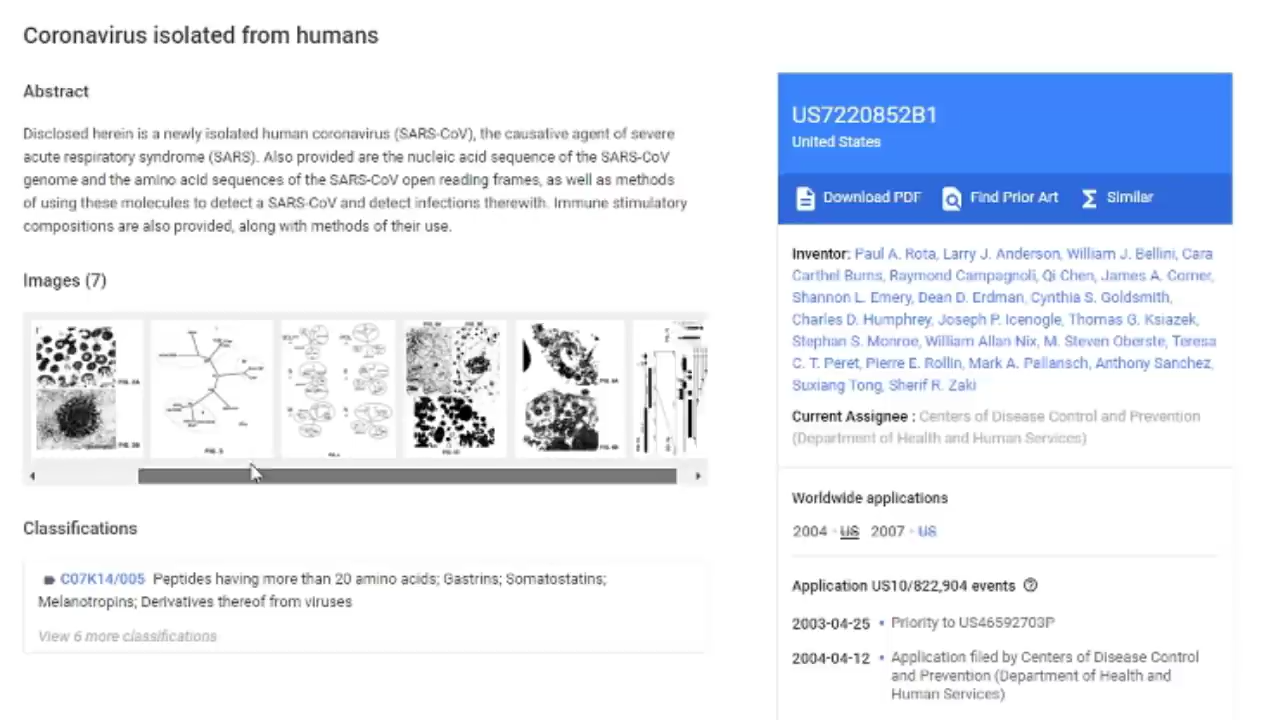 Coronavirus isolated from humans
Abstract
Disclosed herein is a newly isolated human coronavirus (SARS-CoV), the causative agent of severe
acute respiratory syndrome (SARS). Also provided are the nucleic acid sequence of the SARS-CoV
genome and the amino acid sequences of the SARS-CoV open reading frames, as well as methods
of using these molecules to detect a SARS-CoV and detect infections therewith. Immune stimulatory
compositions are also provided, along with methods of their use.
Images (7)
Classifications
C07K14/005 Peptides having more than 20 amino acids; Gastrins; Somatostatins;
Melanotropins; Derivatives thereof from viruses
View 6 more classifications
US7220852B1
United States
Download PDF Find Prior Art Similar
Inventor: Paul A. Rota, Larry J. Anderson, William J. Bellini, Cara
Carthel Burns, Raymond Campagnoli, Qi Chen, James A. Comer,
Shannon L. Emery, Dean D. Erdman, Cynthia S. Goldsmith,
Charles D. Humphrey, Joseph P. Icenogle, Thomas G. Ksiazek,
Stephan S. Monroe, William Allan Nix, M. Steven Oberste, Teresa
C. T. Peret, Pierre E. Rollin, Mark A. Pallansch, Anthony Sanchez,
Suxiang Tong, Sherif R. Zaki
Current Assignee : Centers of Disease Control and Prevention
(Department of Health and Human Services)
Worldwide applications
2004 · US 2007 · US
Application US10/822,904 events
2003-04-25 • Priority to US46592703P
2004-04-12 • Application filed by Centers of Disease Control
and Prevention (Department of Health and
Human Services)